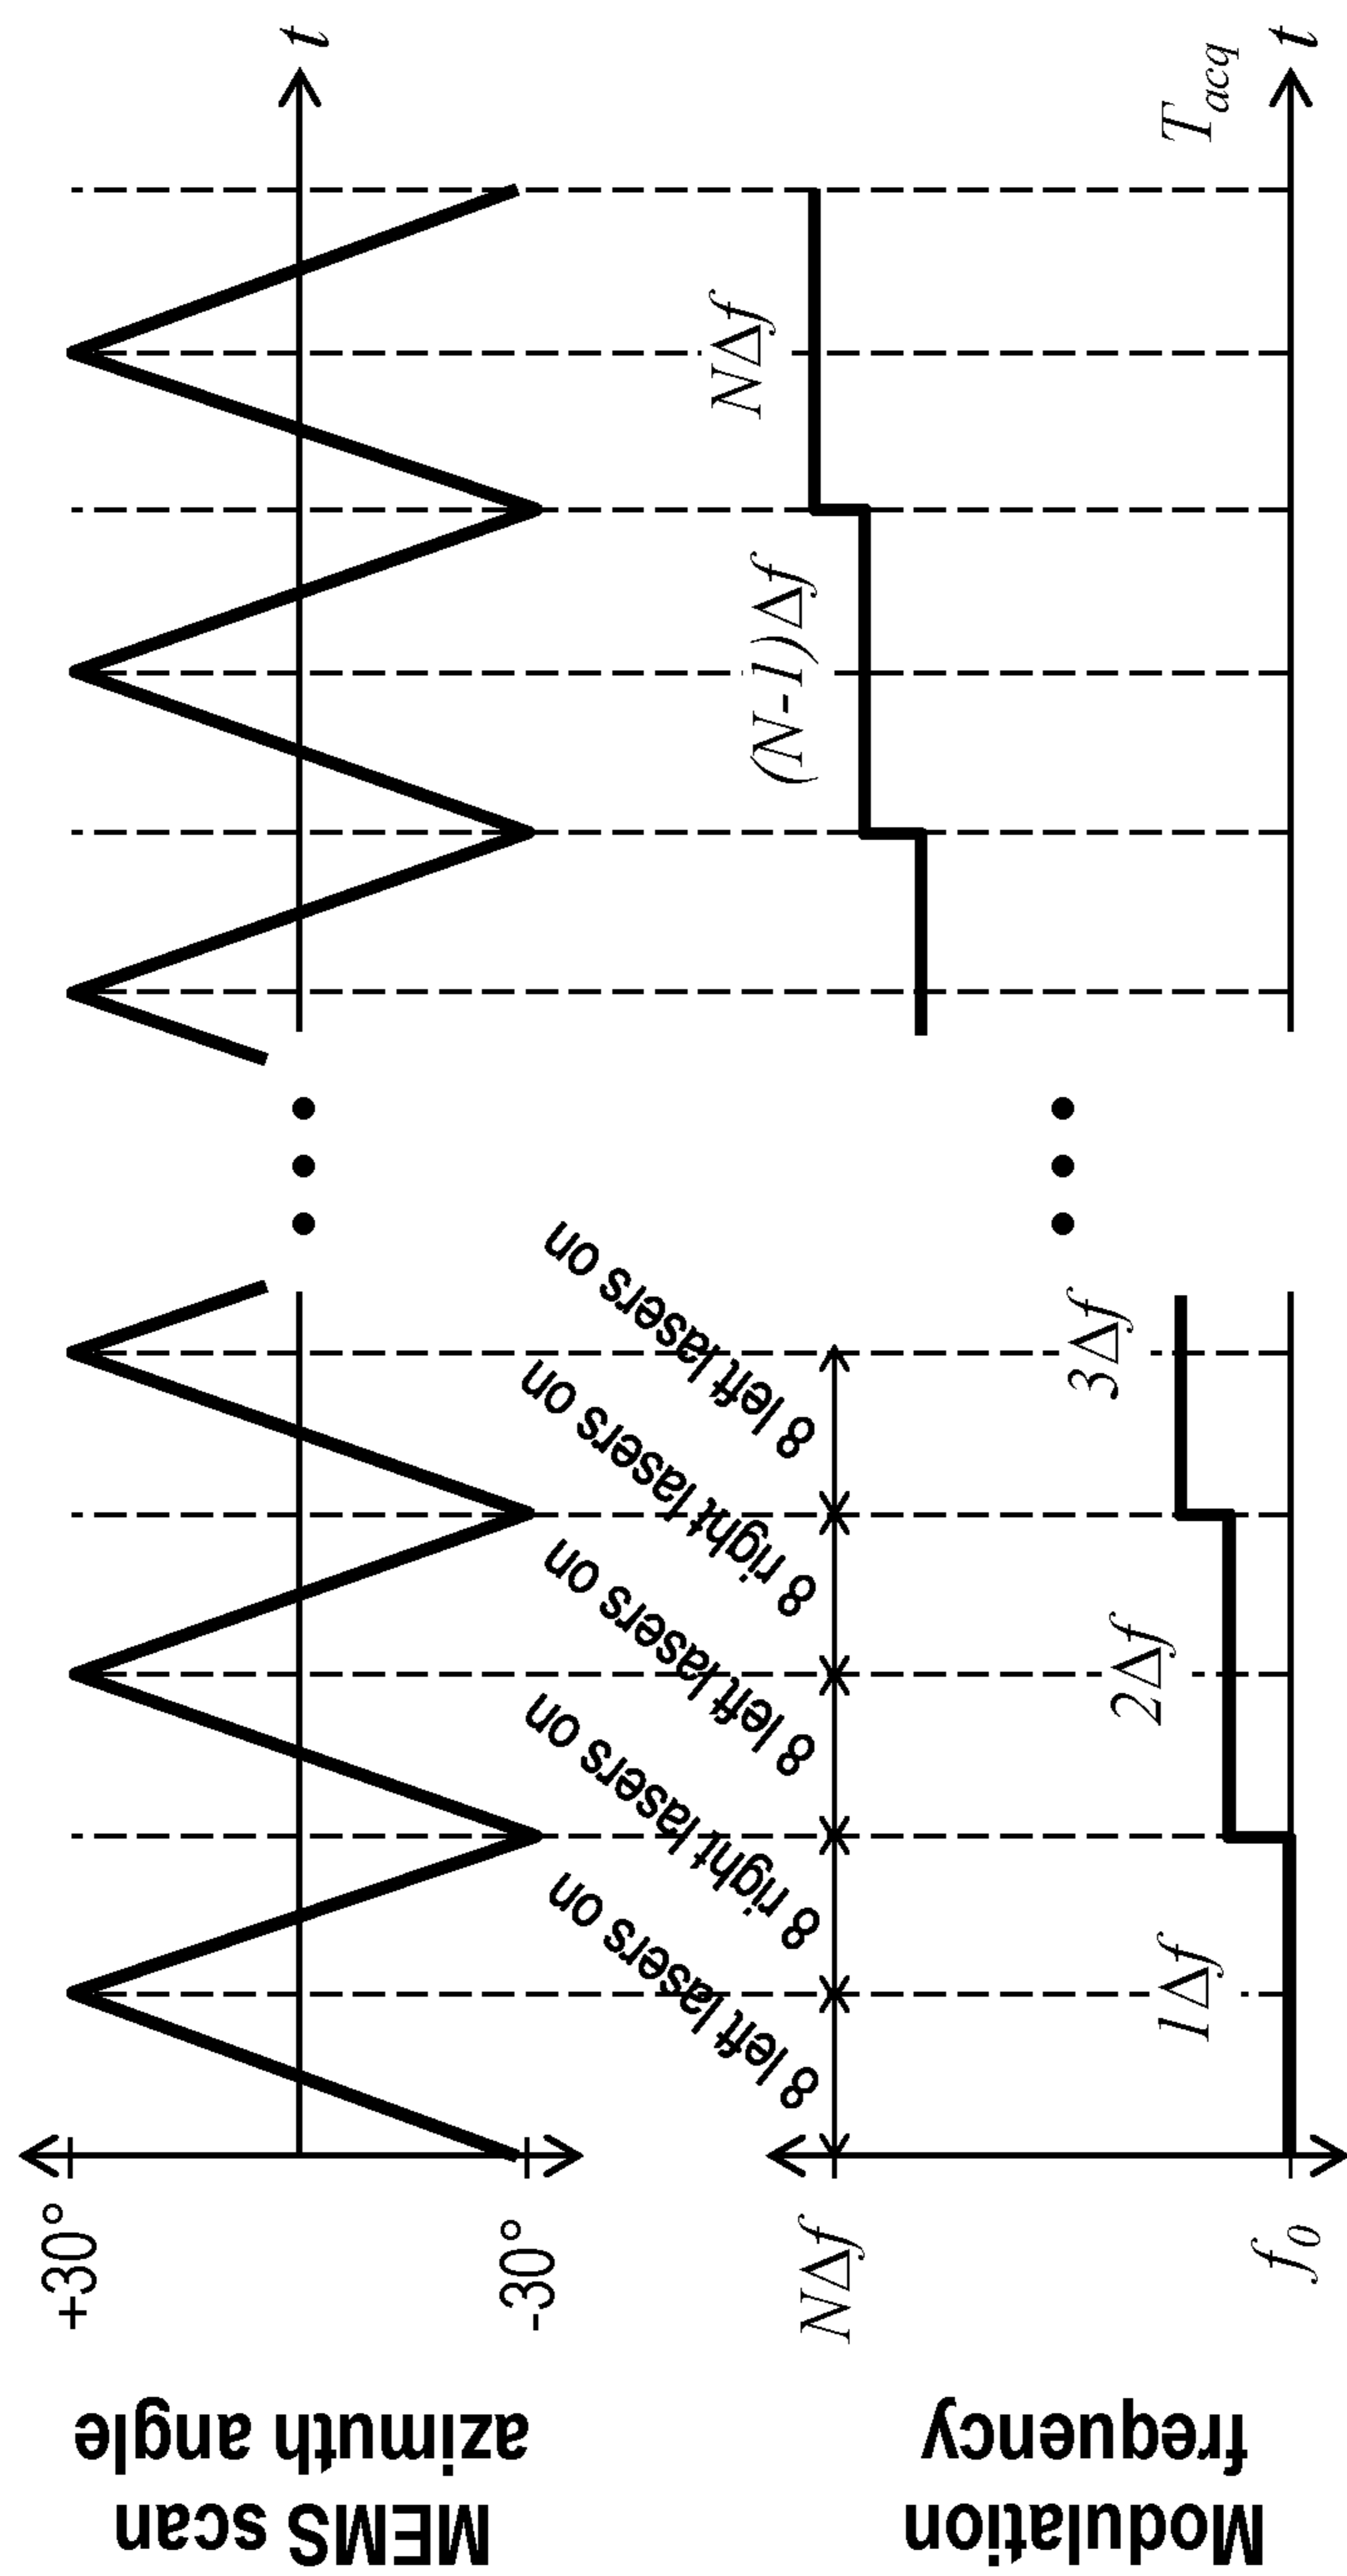 MEMS scan
azimuth angle
+30°
-30°
t
8 left lasers on
8 right lasers on
8 left lasers on
8 right lasers on
8 left lasers on
Modulation
frequency
NΔf
f₀
1Δf
2Δf
3Δf
(N-1)Δf
NΔf
T_acq
t